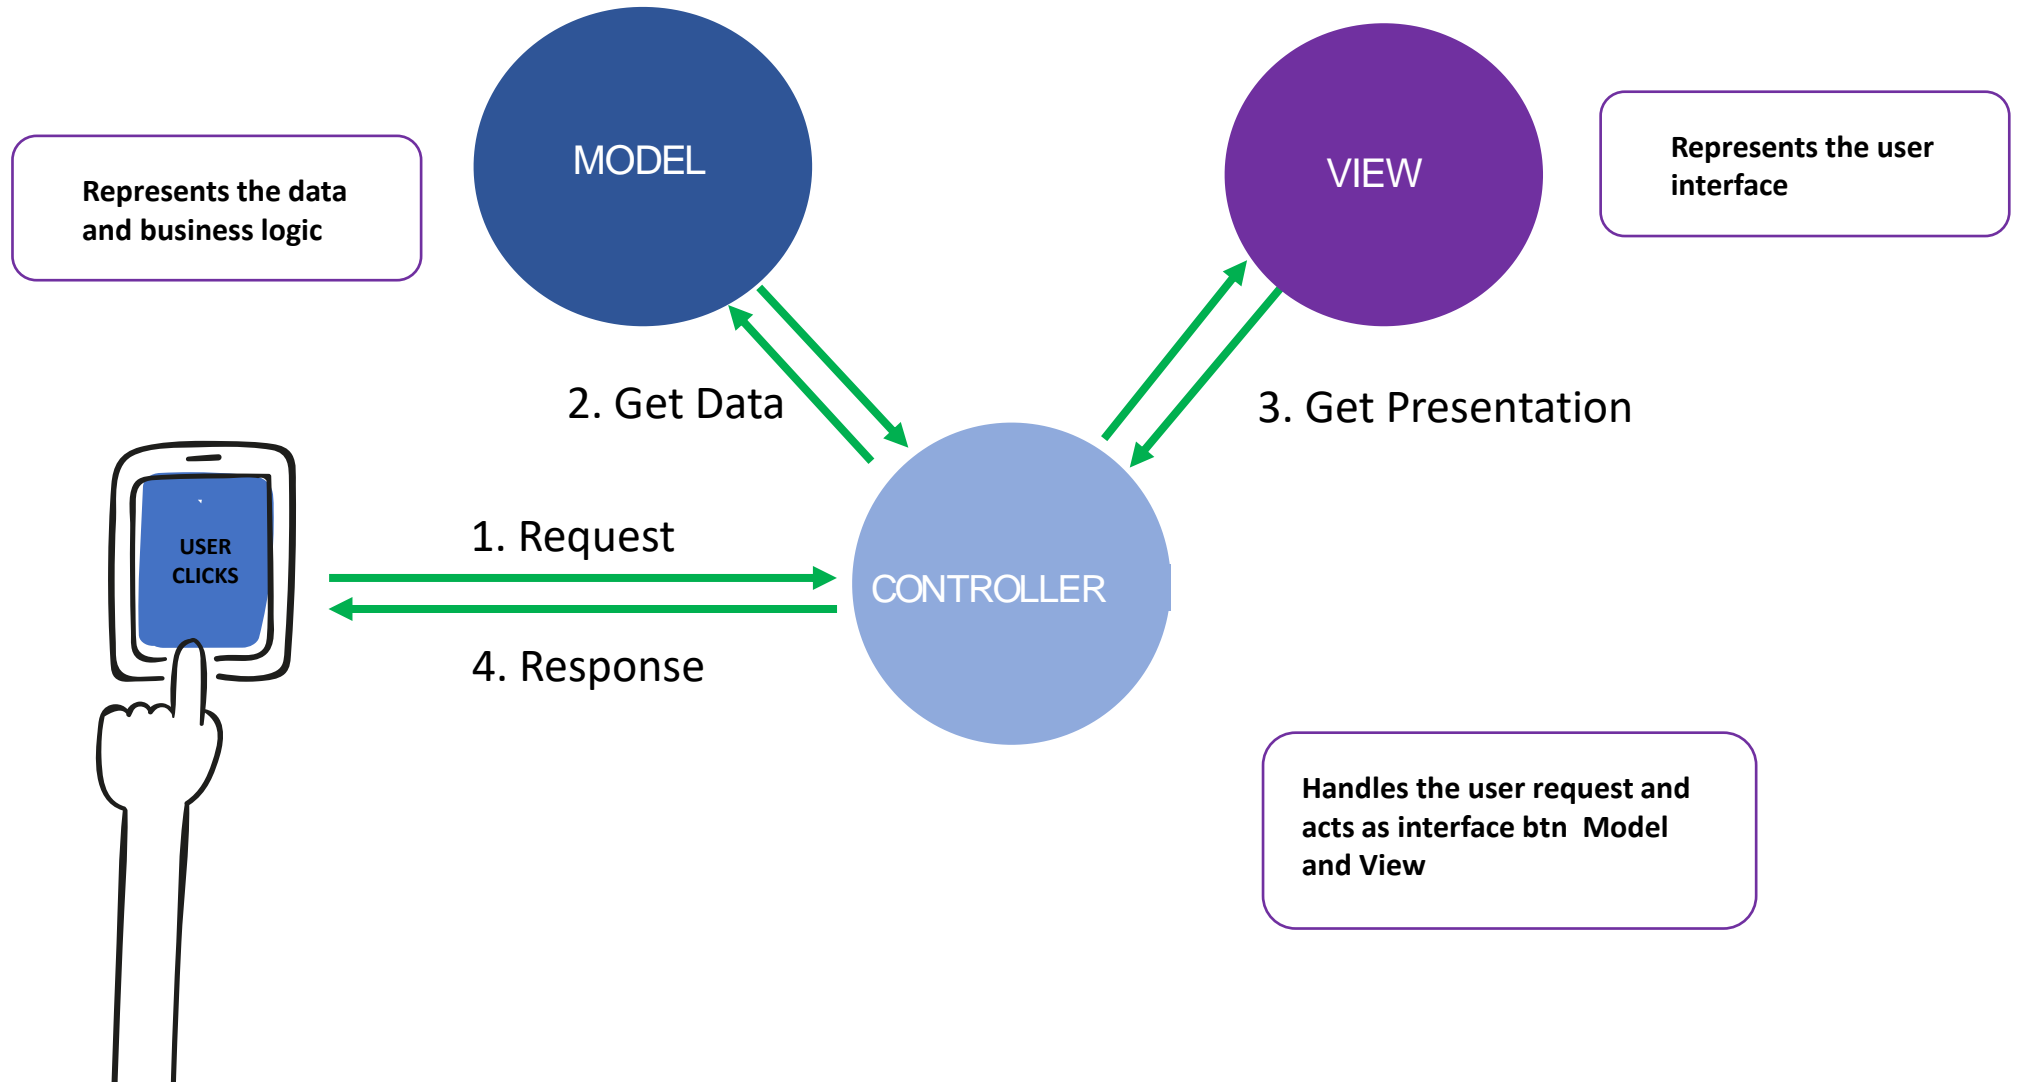 MODEL
VIEW
Represents the data
and business logic
Represents the user
interface
2. Get Data
3. Get Presentation
USER
CLICKS
1. Request
CONTROLLER
4. Response
Handles the user request and
acts as interface btn  Model
and View